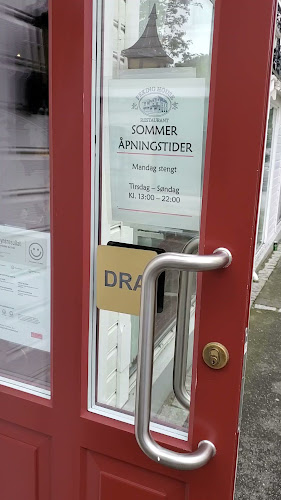 RESTAURANT
SOMMER
ÅPNINGSTIDER
Mandag stengt
Tirsdag – Søndag
Kl. 13:00 – 22:00
DRA